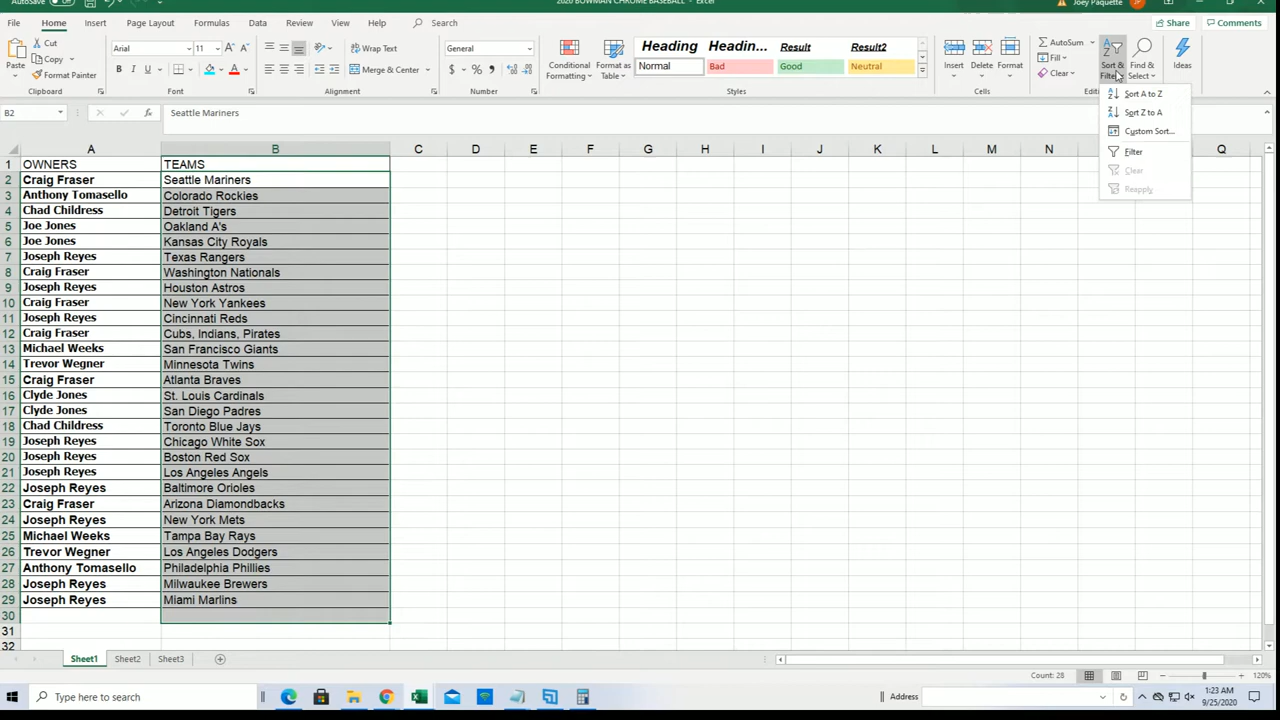 AutoSave Off
2020 BOWMAN CHROME BASEBALL - Excel
Joey Paquette
JP
File Home Insert Page Layout Formulas Data Review View Help Search
Share Comments
Paste
Cut
Copy
Format Painter
Clipboard
Arial 11
B I U
Font
Wrap Text
Merge & Center
Alignment
General
$ % ,
Number
Conditional Formatting
Format as Table
Heading Headin... Result Result2
Normal Bad Good Neutral
Styles
Insert Delete Format
Cells
AutoSum
Fill
Clear
Sort & Filter
Find & Select
Ideas
Sort A to Z
Sort Z to A
Custom Sort...
Filter
Clear
Reapply
B2 fx Seattle Mariners
A B C D E F G H I J K L M N Q
1 OWNERS TEAMS
2 Craig Fraser Seattle Mariners
3 Anthony Tomasello Colorado Rockies
4 Chad Childress Detroit Tigers
5 Joe Jones Oakland A's
6 Joe Jones Kansas City Royals
7 Joseph Reyes Texas Rangers
8 Craig Fraser Washington Nationals
9 Joseph Reyes Houston Astros
10 Craig Fraser New York Yankees
11 Joseph Reyes Cincinnati Reds
12 Craig Fraser Cubs, Indians, Pirates
13 Michael Weeks San Francisco Giants
14 Trevor Wegner Minnesota Twins
15 Craig Fraser Atlanta Braves
16 Clyde Jones St. Louis Cardinals
17 Clyde Jones San Diego Padres
18 Chad Childress Toronto Blue Jays
19 Joseph Reyes Chicago White Sox
20 Joseph Reyes Boston Red Sox
21 Joseph Reyes Los Angeles Angels
22 Joseph Reyes Baltimore Orioles
23 Craig Fraser Arizona Diamondbacks
24 Joseph Reyes New York Mets
25 Michael Weeks Tampa Bay Rays
26 Trevor Wegner Los Angeles Dodgers
27 Anthony Tomasello Philadelphia Phillies
28 Joseph Reyes Milwaukee Brewers
29 Joseph Reyes Miami Marlins
30
31
32
Sheet1 Sheet2 Sheet3
Count: 28 120%
Type here to search
Address
1:23 AM
9/25/2020